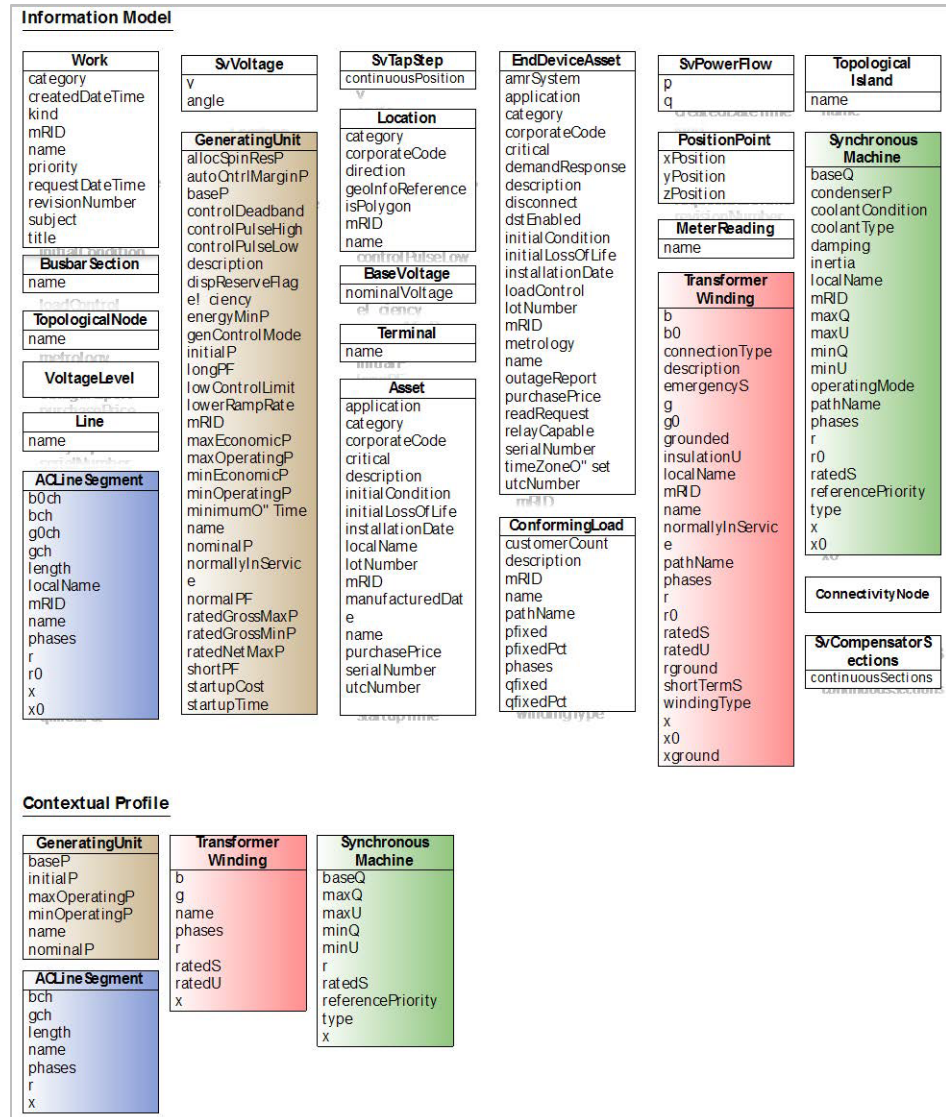 Information Model
Work
category
createdDateTime
kind
mRID
name
priority
requestDateTime
revisionNumber
subject
title
BusbarSection
name
TopologicalNode
name
VoltageLevel
Line
name
ACLineSegment
b0ch
bch
g0ch
gch
length
localName
mRID
name
phases
r
r0
x
x0
SvVoltage
v
angle
GeneratingUnit
allocSpinResP
autoCntrlMarginP
baseP
controlDeadband
controlPulseHigh
controlPulseLow
description
dispReserveFlag
e! ciency
energyMinP
genControlMode
initialP
longPF
lowControlLimit
lowerRampRate
mRID
maxEconomicP
maxOperatingP
minEconomicP
minOperatingP
minimumO" Time
name
nominalP
normallyInServic
e
normalPF
ratedGrossMaxP
ratedGrossMinP
ratedNetMaxP
shortPF
startupCost
startupTime
SvTapStep
continuousPosition
Location
category
corporateCode
direction
geoInfoReference
isPolygon
mRID
name
BaseVoltage
nominalVoltage
Terminal
name
Asset
application
category
corporateCode
critical
description
initialCondition
initialLossOfLife
installationDate
localName
lotNumber
mRID
manufacturedDat
e
name
purchasePrice
serialNumber
utcNumber
EndDeviceAsset
amrSystem
application
category
corporateCode
critical
demandResponse
description
disconnect
dstEnabled
initialCondition
initialLossOfLife
installationDate
loadControl
lotNumber
mRID
metrology
name
outageReport
purchasePrice
readRequest
relayCapable
serialNumber
timeZoneO" set
utcNumber
ConformingLoad
customerCount
description
mRID
name
pathName
pfixed
pfixedPct
phases
qfixed
qfixedPct
SvPowerFlow
p
q
PositionPoint
xPosition
yPosition
zPosition
MeterReading
name
Transformer
Winding
b
b0
connectionType
description
emergencyS
g
g0
grounded
insulationU
localName
mRID
name
normallyInServic
e
pathName
phases
r
r0
ratedS
ratedU
rground
shortTermS
windingType
x
x0
xground
Topological
Island
name
Synchronous
Machine
baseQ
condenserP
coolantCondition
coolantType
damping
inertia
localName
mRID
maxQ
maxU
minQ
minU
operatingMode
pathName
phases
r
r0
ratedS
referencePriority
type
x
x0
ConnectivityNode
SvCompensatorS
ections
continuousSections
Contextual Profile
GeneratingUnit
baseP
initialP
maxOperatingP
minOperatingP
name
nominalP
ACLineSegment
bch
gch
length
name
phases
r
x
Transformer
Winding
b
g
name
phases
r
ratedS
ratedU
x
Synchronous
Machine
baseQ
maxQ
maxU
minQ
minU
r
ratedS
referencePriority
type
x